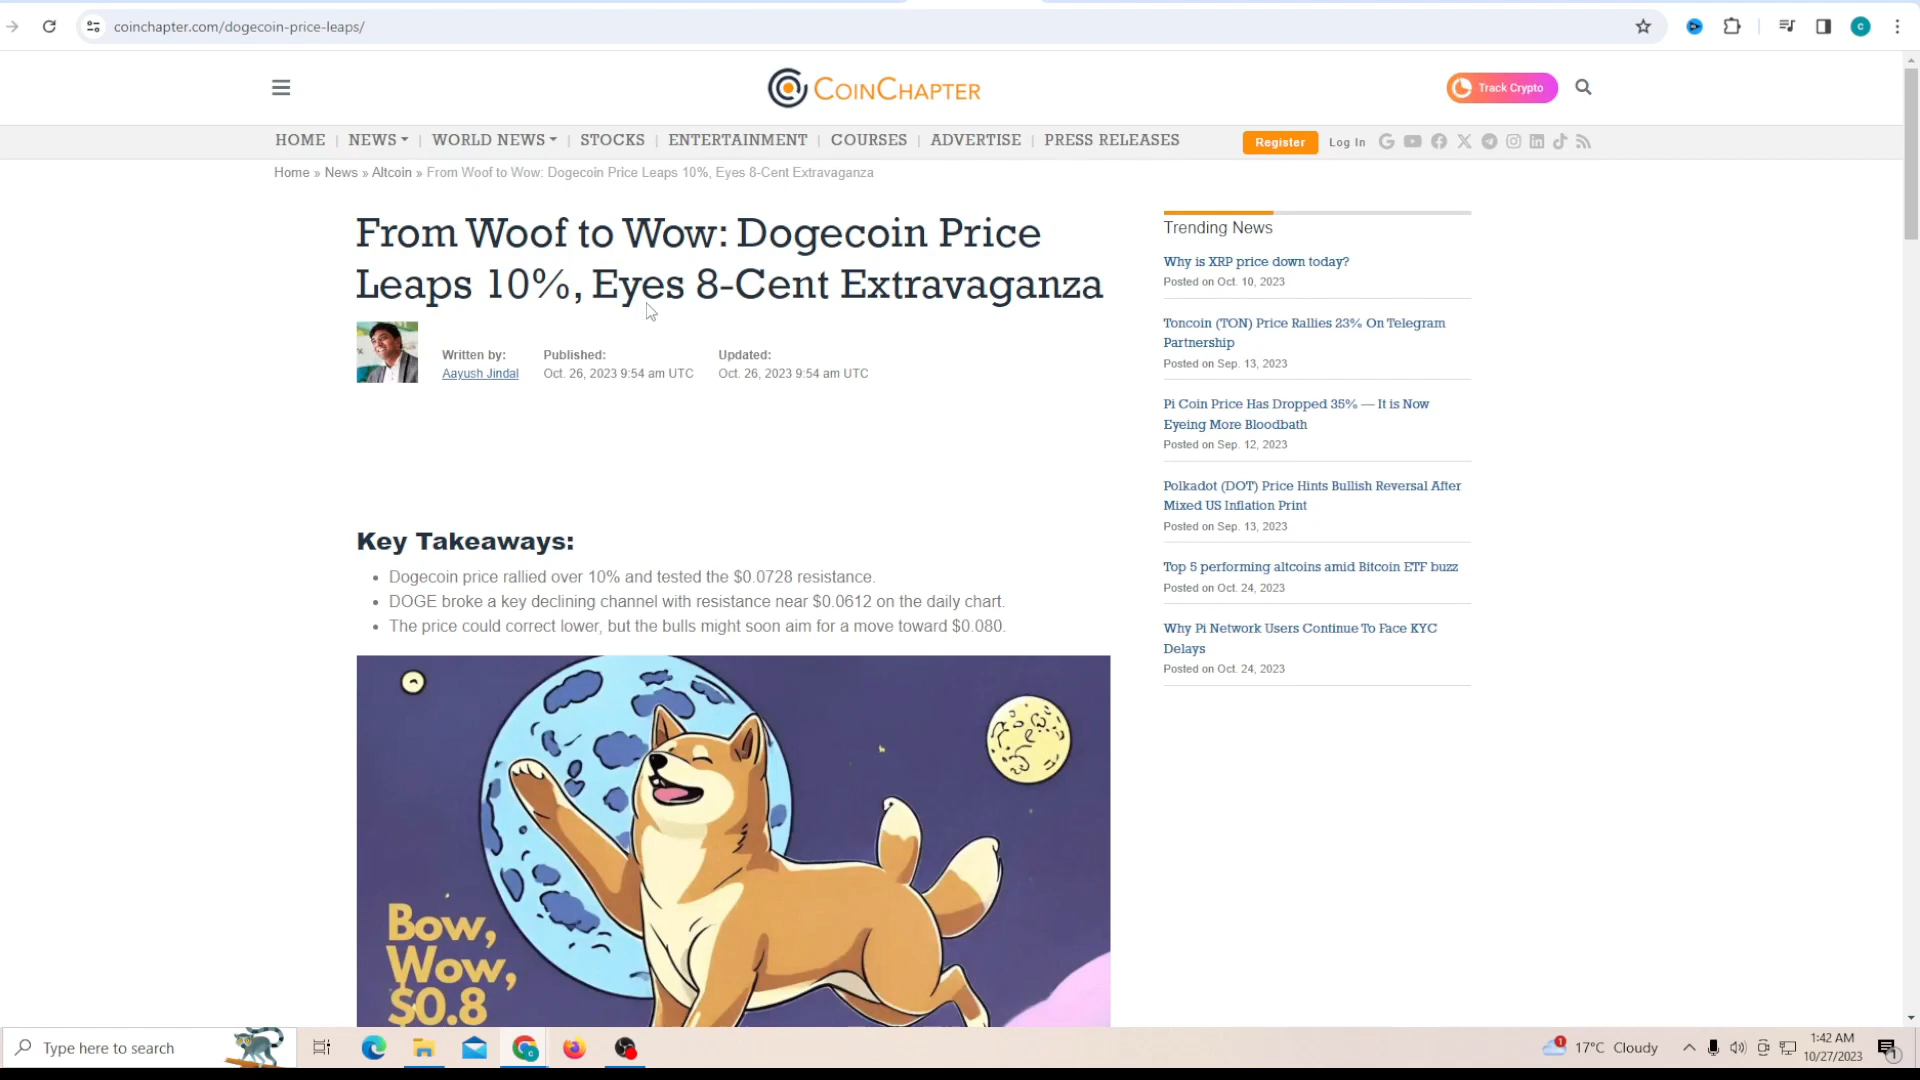 coinchapter.com/dogecoin-price-leaps/
C
COINCHAPTER
Track Crypto
HOME | NEWS | WORLD NEWS | STOCKS | ENTERTAINMENT | COURSES | ADVERTISE | PRESS RELEASES
Register
Log In
Home » News » Altcoin » From Woof to Wow: Dogecoin Price Leaps 10%, Eyes 8-Cent Extravaganza
From Woof to Wow: Dogecoin Price
Leaps 10%, Eyes 8-Cent Extravaganza
Written by:
Aayush Jindal
Published:
Oct. 26, 2023 9:54 am UTC
Updated:
Oct. 26, 2023 9:54 am UTC
Key Takeaways:
• Dogecoin price rallied over 10% and tested the $0.0728 resistance.
• DOGE broke a key declining channel with resistance near $0.0612 on the daily chart.
• The price could correct lower, but the bulls might soon aim for a move toward $0.080.
Bow,
Wow,
$0.8
Trending News
Why is XRP price down today?
Posted on Oct. 10, 2023
Toncoin (TON) Price Rallies 23% On Telegram
Partnership
Posted on Sep. 13, 2023
Pi Coin Price Has Dropped 35% — It is Now
Eyeing More Bloodbath
Posted on Sep. 12, 2023
Polkadot (DOT) Price Hints Bullish Reversal After
Mixed US Inflation Print
Posted on Sep. 13, 2023
Top 5 performing altcoins amid Bitcoin ETF buzz
Posted on Oct. 24, 2023
Why Pi Network Users Continue To Face KYC
Delays
Posted on Oct. 24, 2023
Type here to search
1
17°C Cloudy
1:42 AM
10/27/2023
1